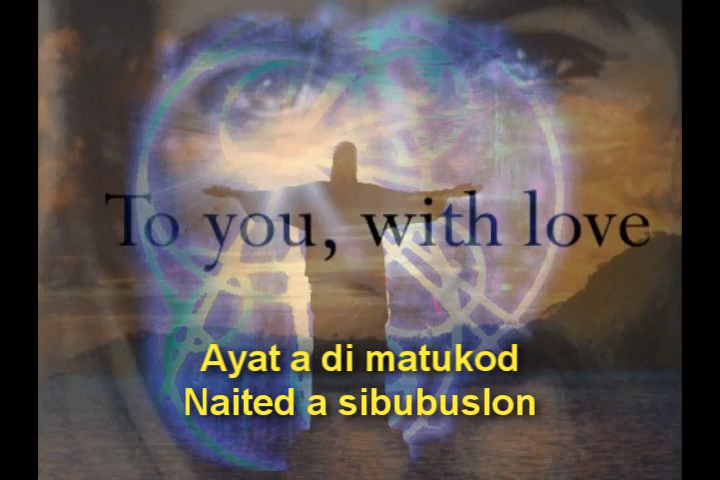 To you, with love
Ayat a di matukod
Naited a sibubuslon